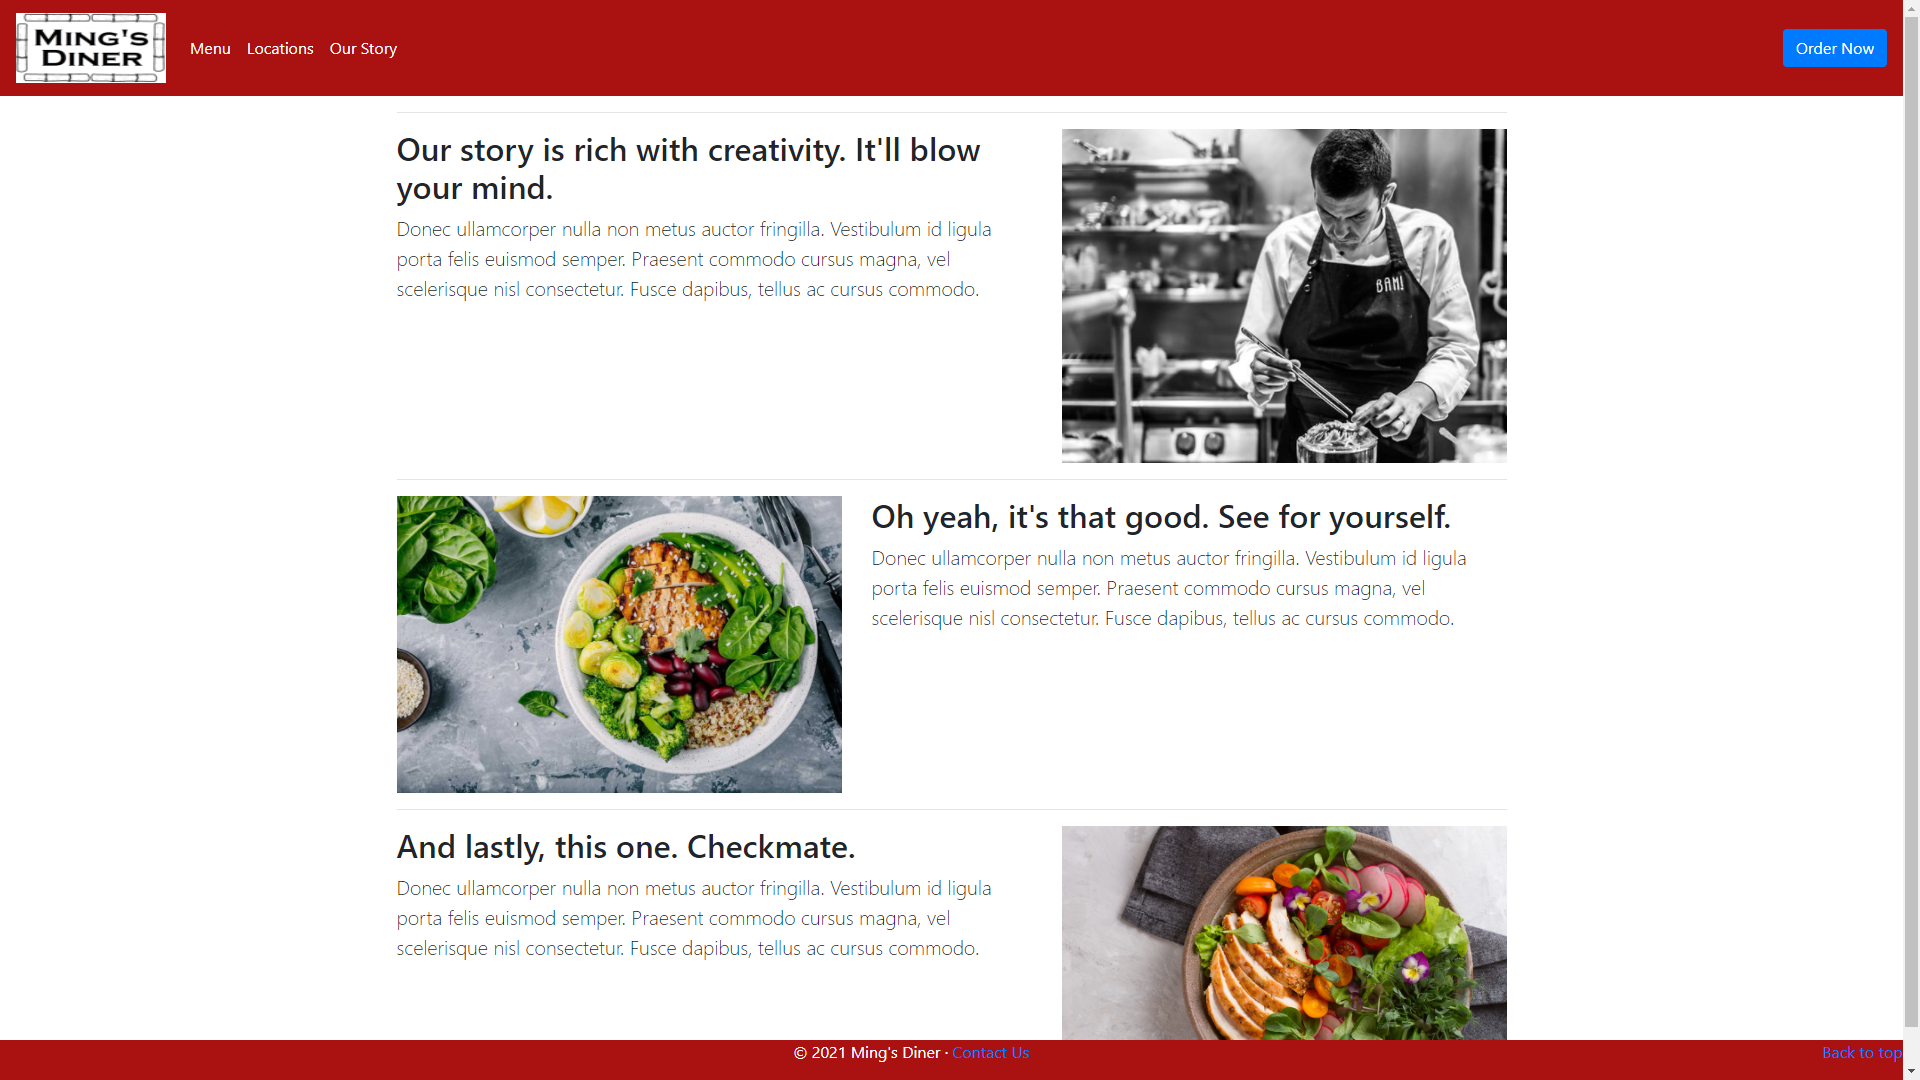 MING'S
DINER
Menu Locations Our Story
Order Now
Our story is rich with creativity. It'll blow
your mind.
Donec ullamcorper nulla non metus auctor fringilla. Vestibulum id ligula
porta felis euismod semper. Praesent commodo cursus magna, vel
scelerisque nisl consectetur. Fusce dapibus, tellus ac cursus commodo.
BAM!
Oh yeah, it's that good. See for yourself.
Donec ullamcorper nulla non metus auctor fringilla. Vestibulum id ligula
porta felis euismod semper. Praesent commodo cursus magna, vel
scelerisque nisl consectetur. Fusce dapibus, tellus ac cursus commodo.
And lastly, this one. Checkmate.
Donec ullamcorper nulla non metus auctor fringilla. Vestibulum id ligula
porta felis euismod semper. Praesent commodo cursus magna, vel
scelerisque nisl consectetur. Fusce dapibus, tellus ac cursus commodo.
© 2021 Ming's Diner · Contact Us
Back to top